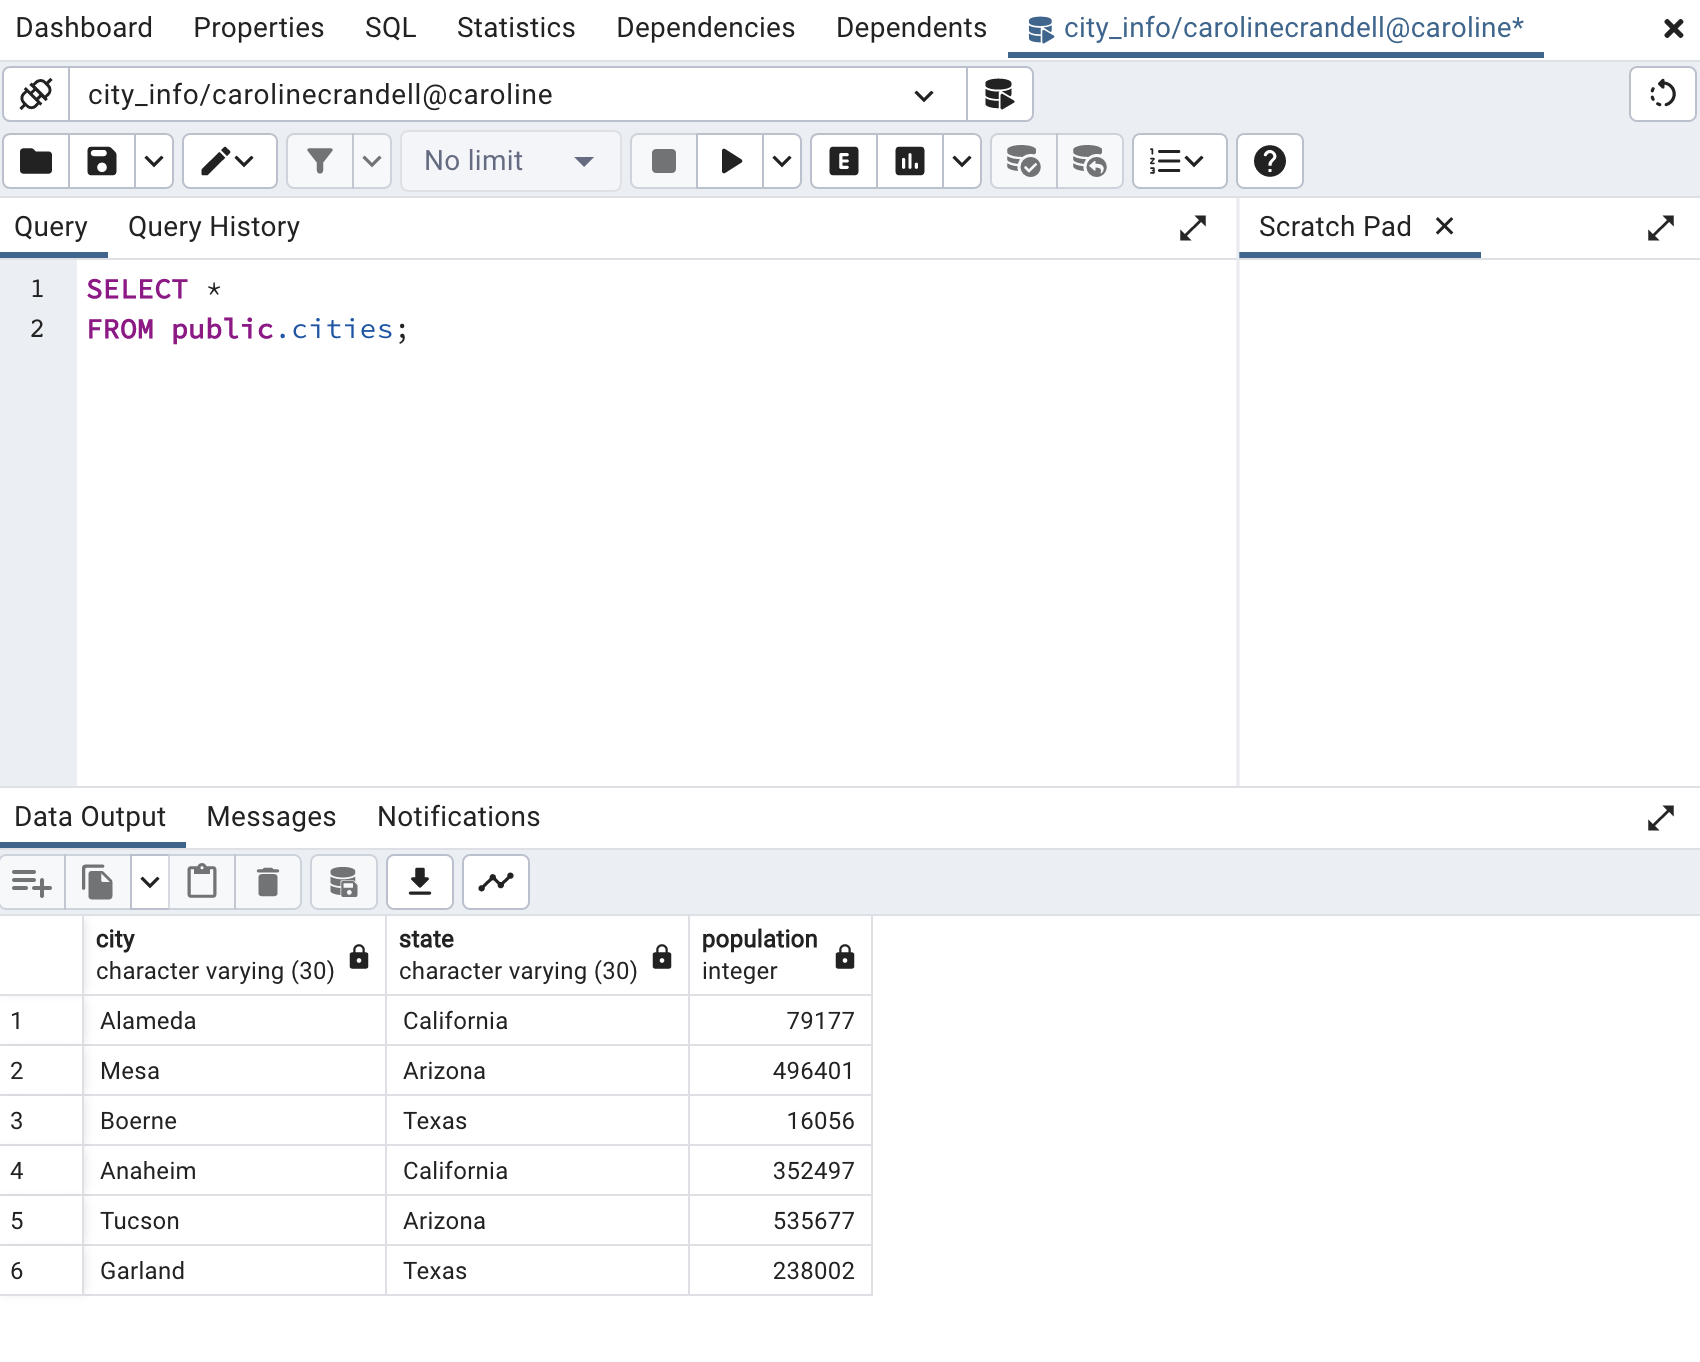 Dashboard Properties SQL Statistics Dependencies Dependents city_info/carolinecrandell@caroline*
city_info/carolinecrandell@caroline
No limit E 1 2 3 ?
Query Query History Scratch Pad
1 SELECT *
2 FROM public.cities;
Data Output Messages Notifications
city state population
character varying (30) character varying (30) integer
1 Alameda California 79177
2 Mesa Arizona 496401
3 Boerne Texas 16056
4 Anaheim California 352497
5 Tucson Arizona 535677
6 Garland Texas 238002